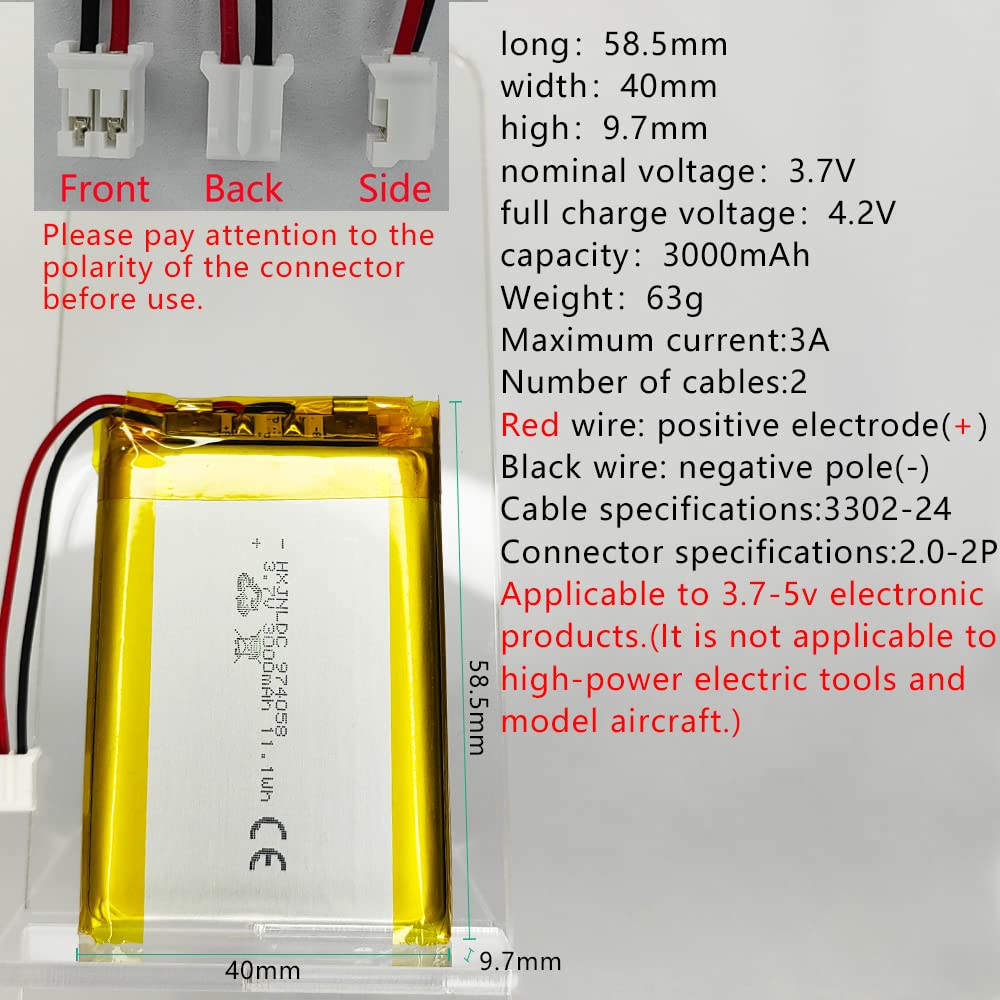 Front Back Side
Please pay attention to the
polarity of the connector
before use.
long: 58.5mm
width: 40mm
high: 9.7mm
nominal voltage: 3.7V
full charge voltage: 4.2V
capacity: 3000mAh
Weight: 63g
Maximum current:3A
Number of cables:2
Red wire: positive electrode(+)
Black wire: negative pole(-)
Cable specifications:3302-24
Connector specifications:2.0-2P
Applicable to 3.7-5v electronic
products.(It is not applicable to
high-power electric tools and
model aircraft.)
- HXJNLDC 974058
+ 3.7V 3000mAh 11.1Wh
CE
58.5mm
40mm
9.7mm